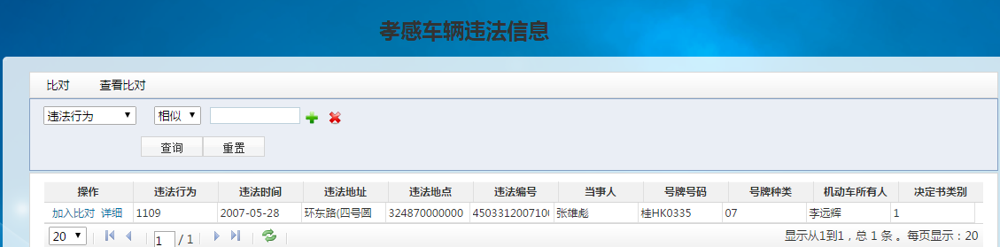 孝感车辆违法信息
比对 查看比对
违法行为 相似
查询 重置
操作 违法行为 违法时间 违法地址 违法地点 违法编号 当事人 号牌号码 号牌种类 机动车所有人 决定书类别
加入比对 详细 1109 2007-05-28 环东路(四号圆 324870000000 450331200710 张雄彪 桂HK0335 07 李远辉 1
20 1 / 1 显示从1到1，总 1 条 。每页显示：20